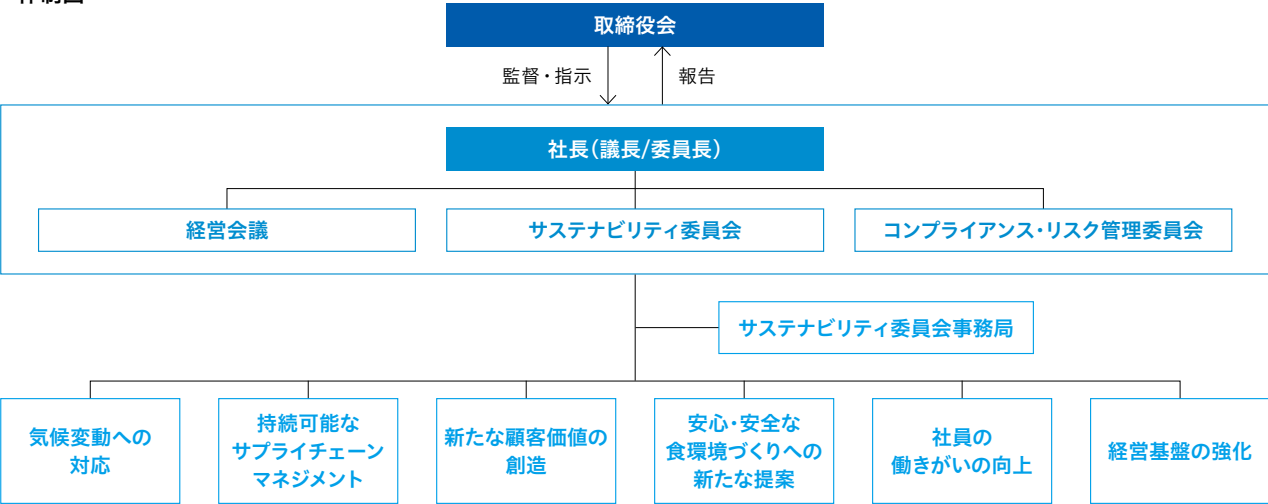 取締役会
監督・指示
報告
社長(議長/委員長)
経営会議
サステナビリティ委員会
コンプライアンス・リスク管理委員会
サステナビリティ委員会事務局
気候変動への
対応
持続可能な
サプライチェーン
マネジメント
新たな顧客価値の
創造
安心・安全な
食環境づくりへの
新たな提案
社員の
働きがいの向上
経営基盤の強化